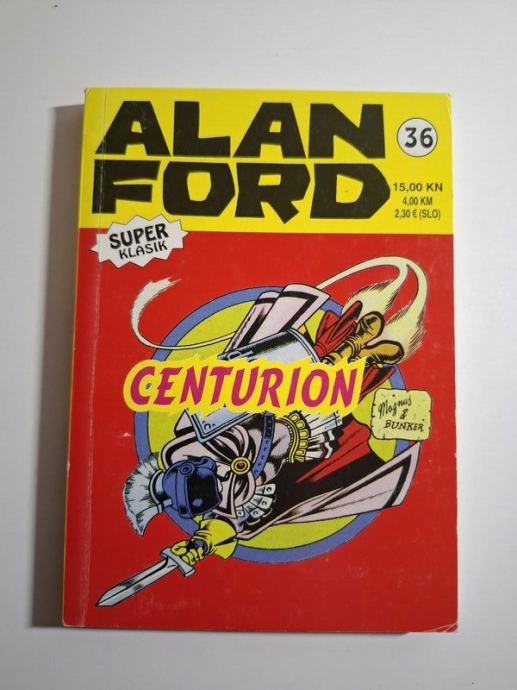 ALAN
FORD
36
15,00 KN
4,00 KM
2,30 € (SLO)
SUPER
KLASIK
CENTURION
Magnus
&
BUNKER